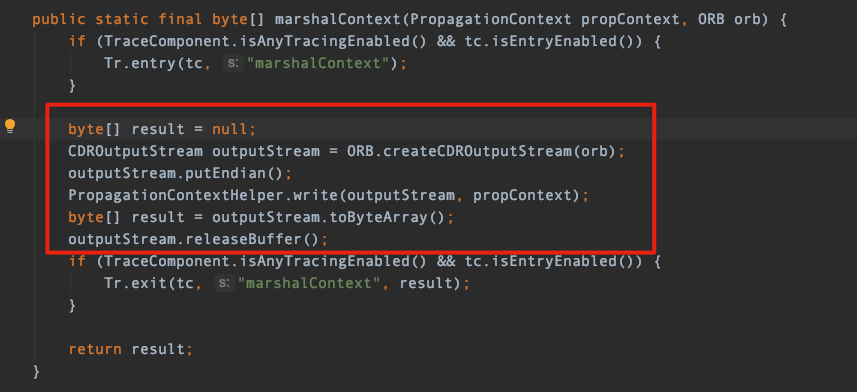 public static final byte[] marshalContext(PropagationContext propContext, ORB orb) {
if (TraceComponent.isAnyTracingEnabled() && tc.isEntryEnabled()) {
Tr.entry(tc, s: "marshalContext");
}
byte[] result = null;
CDROutputStream outputStream = ORB.createCDROutputStream(orb);
outputStream.putEndian();
PropagationContextHelper.write(outputStream, propContext);
byte[] result = outputStream.toByteArray();
outputStream.releaseBuffer();
if (TraceComponent.isAnyTracingEnabled() && tc.isEntryEnabled()) {
Tr.exit(tc, s: "marshalContext", result);
}
return result;
}